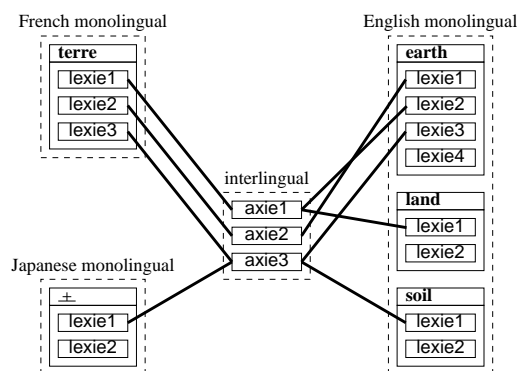 French monolingual
terre
lexie1
lexie2
lexie3
English monolingual
earth
lexie1
lexie2
lexie3
lexie4
interlingual
axie1
axie2
axie3
land
lexie1
lexie2
Japanese monolingual
土
lexie1
lexie2
soil
lexie1
lexie2